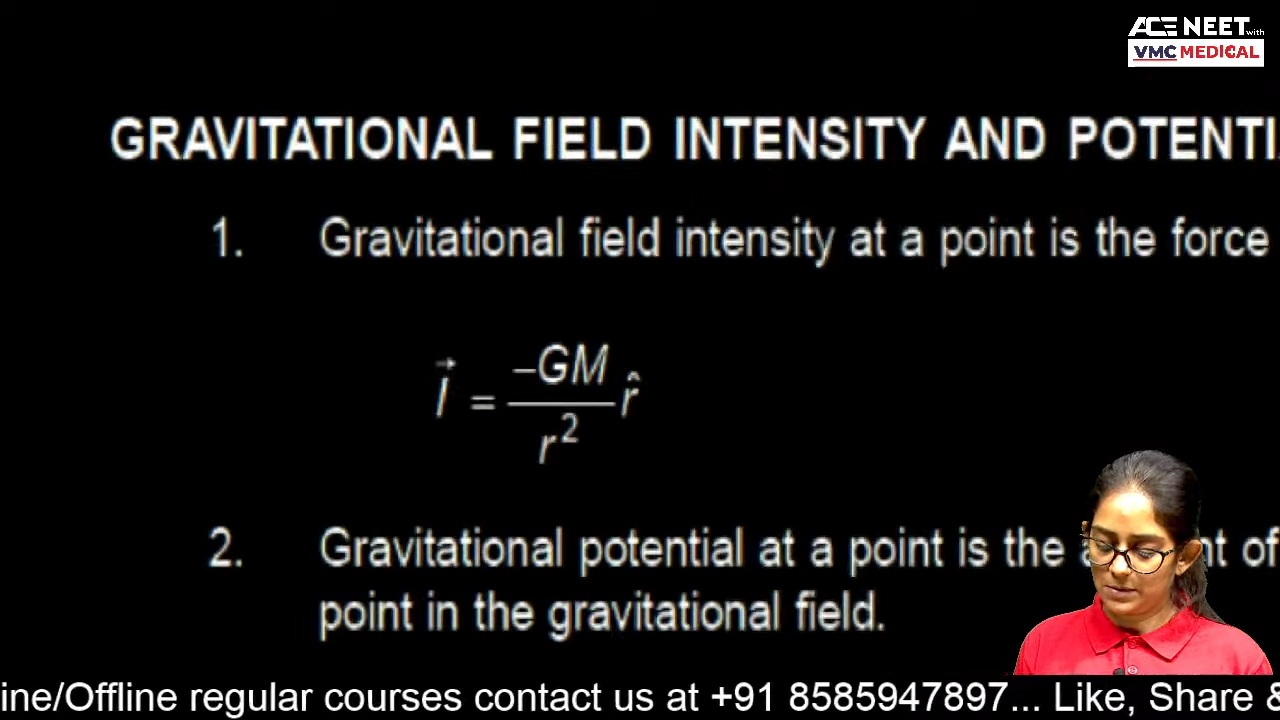 ACE NEET with
VMC MEDICAL
GRAVITATIONAL FIELD INTENSITY AND POTENTI
1. Gravitational field intensity at a point is the force
→I = –GM/r² r̂
2. Gravitational potential at a point is the of
point in the gravitational field.
ine/Offline regular courses contact us at +91 8585947897... Like, Share &